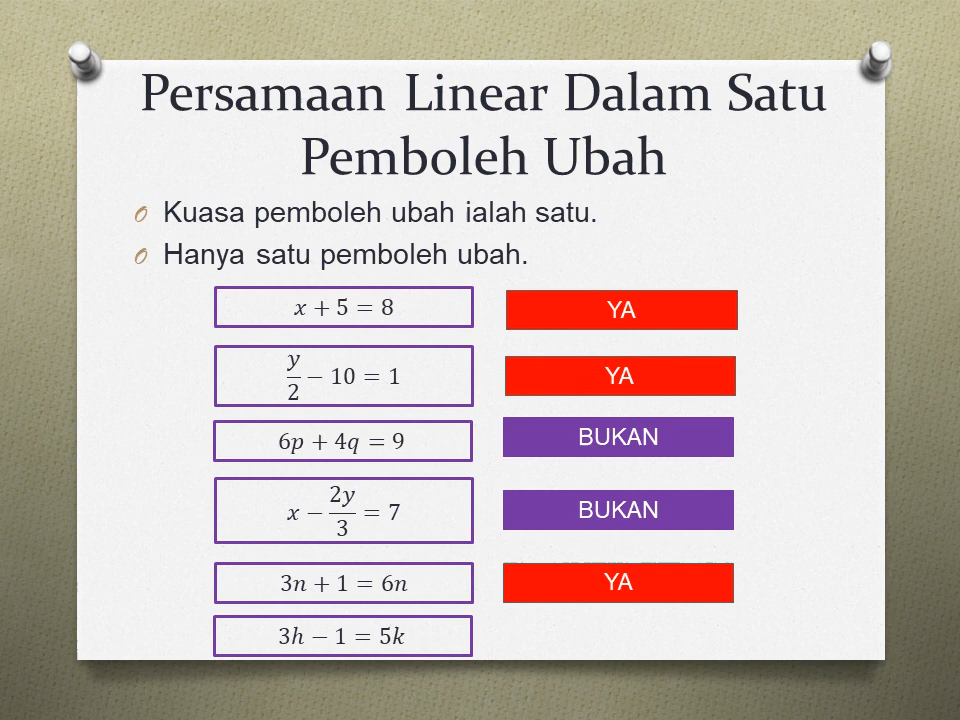 Persamaan Linear Dalam Satu
Pemboleh Ubah
Kuasa pemboleh ubah ialah satu.
Hanya satu pemboleh ubah.
x + 5 = 8 YA
y/2 − 10 = 1 YA
6p + 4q = 9 BUKAN
x − 2y/3 = 7 BUKAN
3n + 1 = 6n YA
3h − 1 = 5k